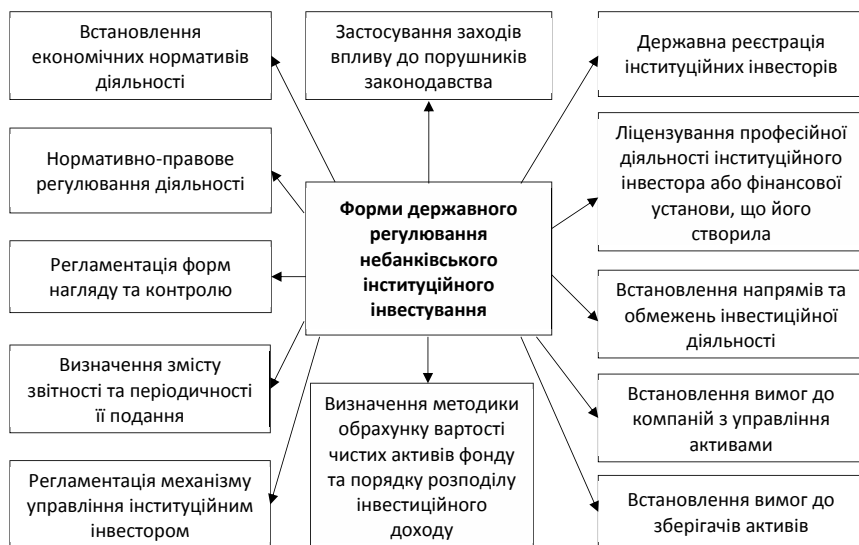 Встановлення
економічних нормативів
діяльності
Застосування заходів
впливу до порушників
законодавства
Державна реєстрація
інституційних інвесторів
Нормативно-правове
регулювання діяльності
Ліцензування професійної
діяльності інституційного
інвестора або фінансової
установи, що його
створила
Форми державного
регулювання
небанківського
інституційного
інвестування
Регламентація форм
нагляду та контролю
Встановлення напрямів та
обмежень інвестиційної
діяльності
Визначення змісту
звітності та періодичності
її подання
Визначення методики
обрахунку вартості
чистих активів фонду
та порядку розподілу
інвестиційного
доходу
Встановлення вимог до
компаній з управління
активами
Регламентація механізму
управління інституційним
інвестором
Встановлення вимог до
зберігачів активів